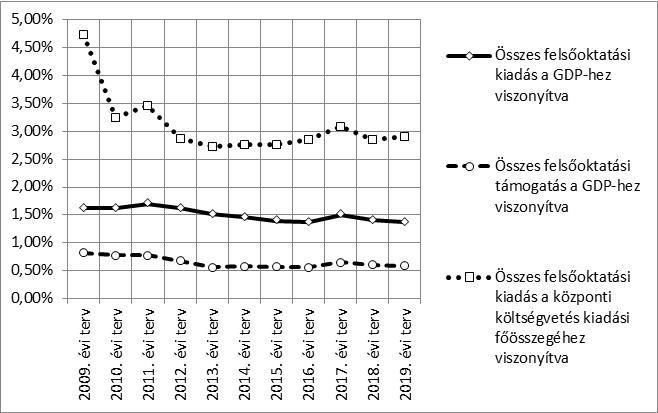 5,00%
4,50%
4,00%
3,50%
3,00%
2,50%
2,00%
1,50%
1,00%
0,50%
0,00%
2009. évi terv
2010. évi terv
2011. évi terv
2012. évi terv
2013. évi terv
2014. évi terv
2015. évi terv
2016. évi terv
2017. évi terv
2018. évi terv
2019. évi terv
Összes felsőoktatási
kiadás a GDP-hez
viszonyítva
Összes felsőoktatási
támogatás a GDP-hez
viszonyítva
Összes felsőoktatási
kiadás a központi
költségvetés kiadási
főösszegéhez
viszonyítva